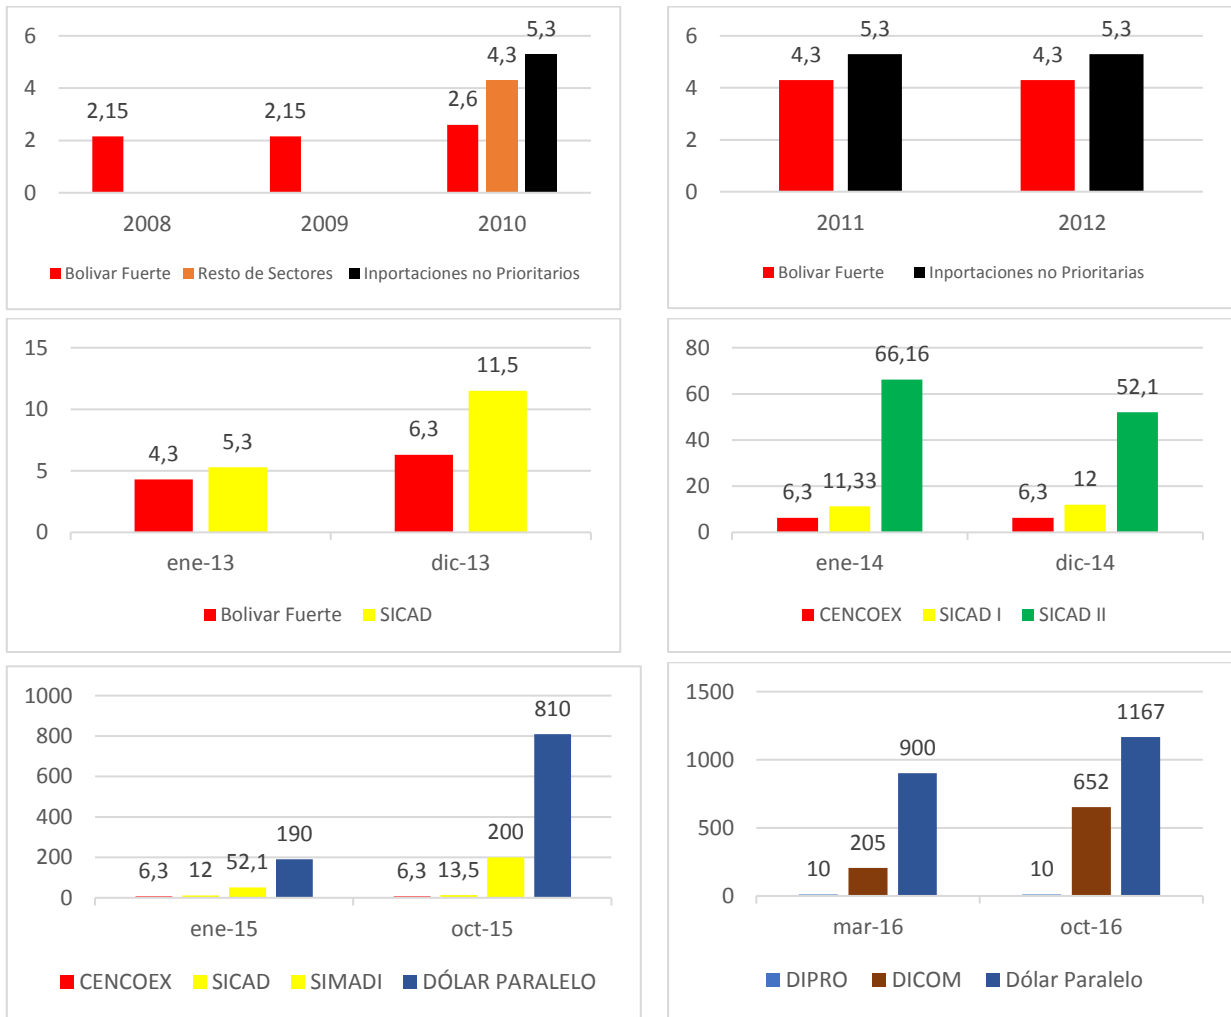 6
5,3
4,3
4
2,6
2,15
2,15
2
0
2008
2009
2010
Bolivar Fuerte
Resto de Sectores
Inportaciones no Prioritarios
6
5,3
5,3
4,3
4,3
4
2
0
2011
2012
Bolivar Fuerte
Inportaciones no Prioritarias
15
11,5
10
6,3
5,3
4,3
5
0
ene-13
dic-13
Bolivar Fuerte
SICAD
80
66,16
60
52,1
40
20
6,3
11,33
6,3
12
0
ene-14
dic-14
CENCOEX
SICAD I
SICAD II
1000
810
800
600
400
200
190
200
6,3
12
52,1
6,3
13,5
0
ene-15
oct-15
CENCOEX
SICAD
SIMADI
DÓLAR PARALELO
1500
1167
1000
900
652
500
205
10
10
0
mar-16
oct-16
DIPRO
DICOM
Dólar Paralelo